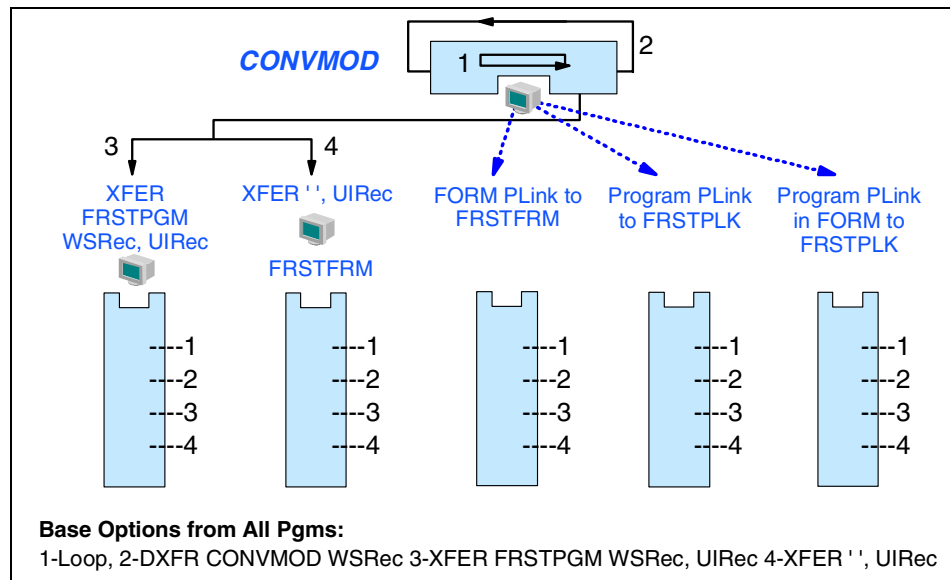 CONVMOD
1
2
3
4
XFER
FRSTPGM
WSRec, UIRec
XFER ' ', UIRec
FRSTFRM
FORM PLink to
FRSTFRM
Program PLink
to FRSTPLK
Program PLink
in FORM to
FRSTPLK
----1
----2
----3
----4
----1
----2
----3
----4
----1
----2
----3
----4
----1
----2
----3
----4
----1
----2
----3
----4
Base Options from All Pgms:
1-Loop, 2-DXFR CONVMOD WSRec 3-XFER FRSTPGM WSRec, UIRec 4-XFER ' ', UIRec